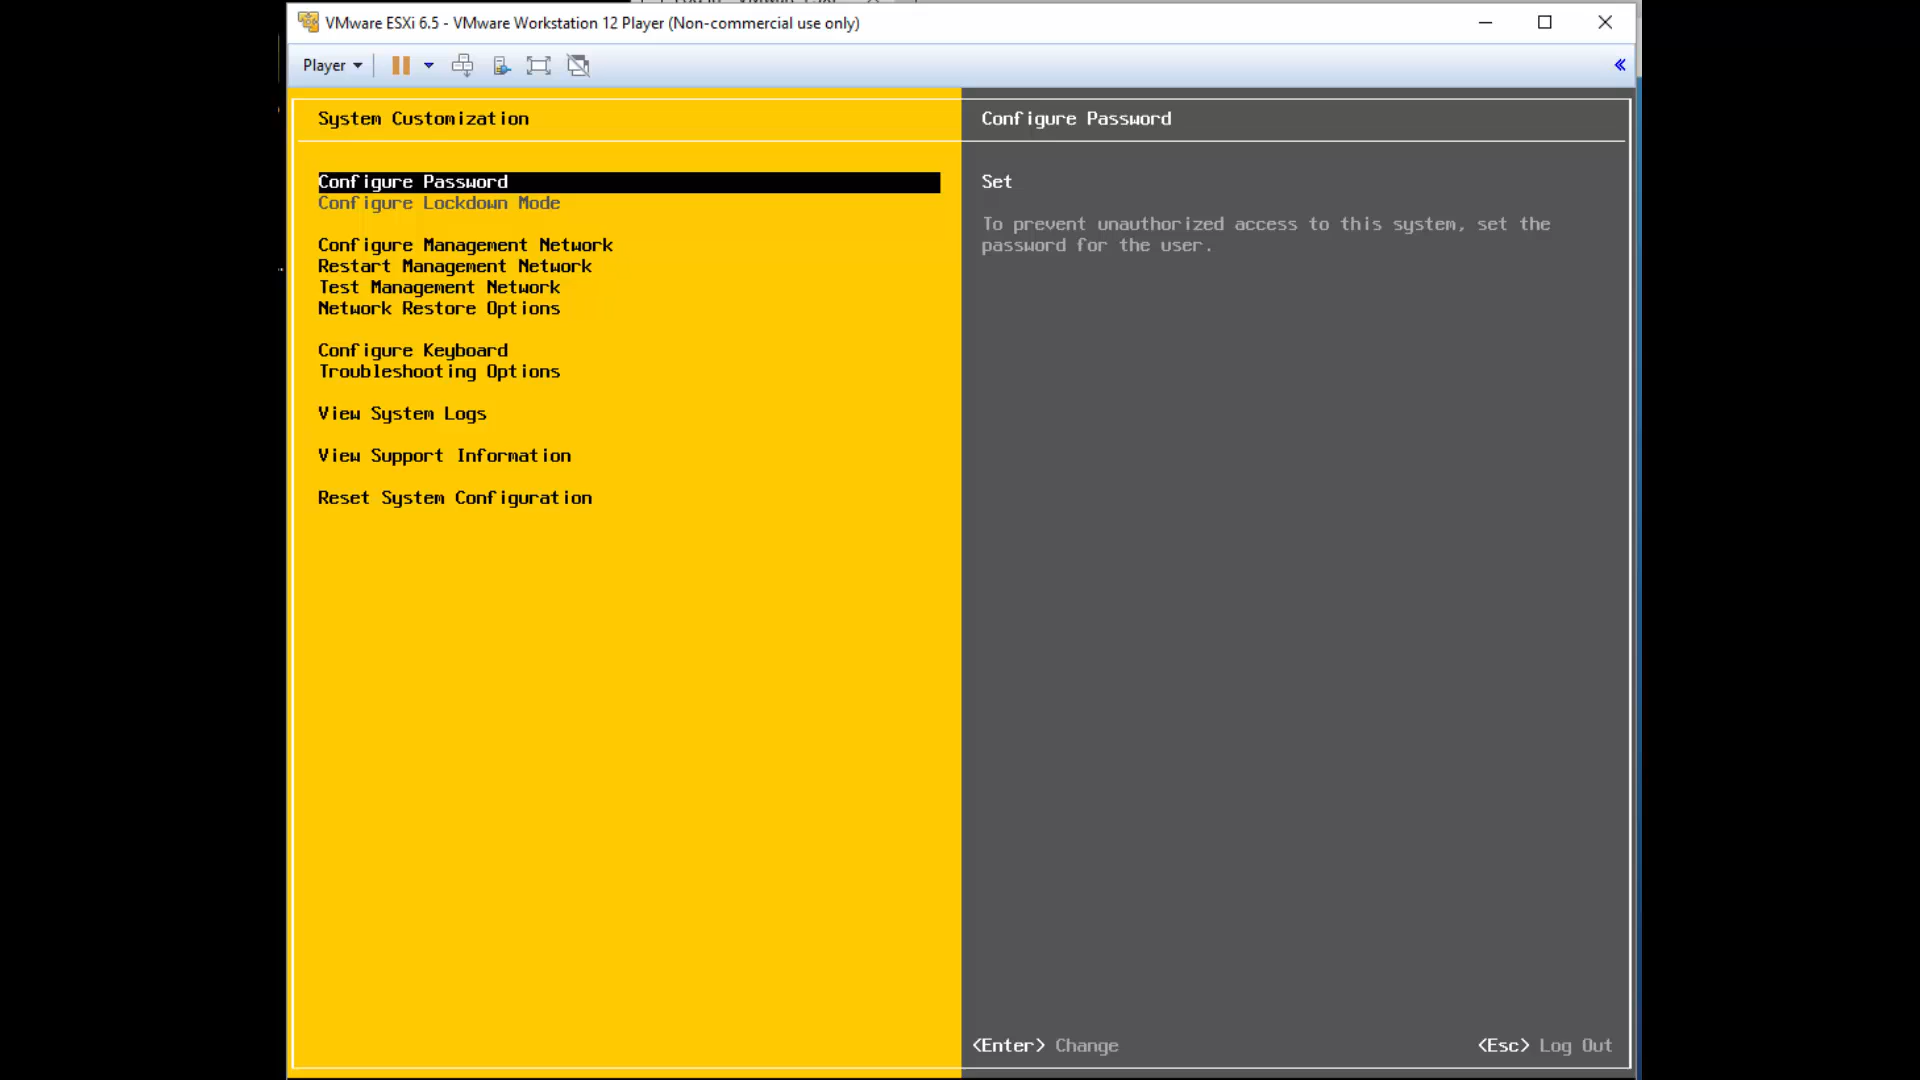 VMware ESXi 6.5 - VMware Workstation 12 Player (Non-commercial use only)
Player
System Customization
Configure Password
Configure Lockdown Mode
Configure Management Network
Restart Management Network
Test Management Network
Network Restore Options
Configure Keyboard
Troubleshooting Options
View System Logs
View Support Information
Reset System Configuration
Configure Password
Set
To prevent unauthorized access to this system, set the
password for the user.
<Enter> Change
<Esc> Log Out